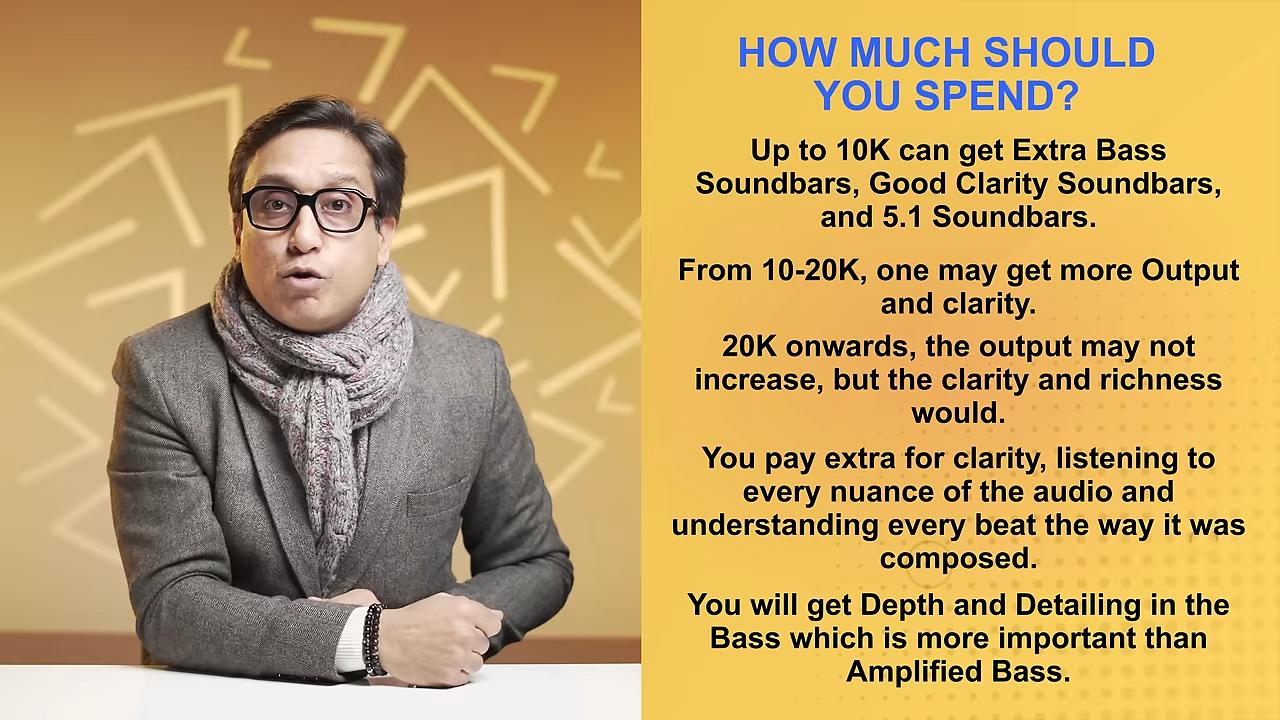 HOW MUCH SHOULD
YOU SPEND?
Up to 10K can get Extra Bass
Soundbars, Good Clarity Soundbars,
and 5.1 Soundbars.
From 10-20K, one may get more Output
and clarity.
20K onwards, the output may not
increase, but the clarity and richness
would.
You pay extra for clarity, listening to
every nuance of the audio and
understanding every beat the way it was
composed.
You will get Depth and Detailing in the
Bass which is more important than
Amplified Bass.